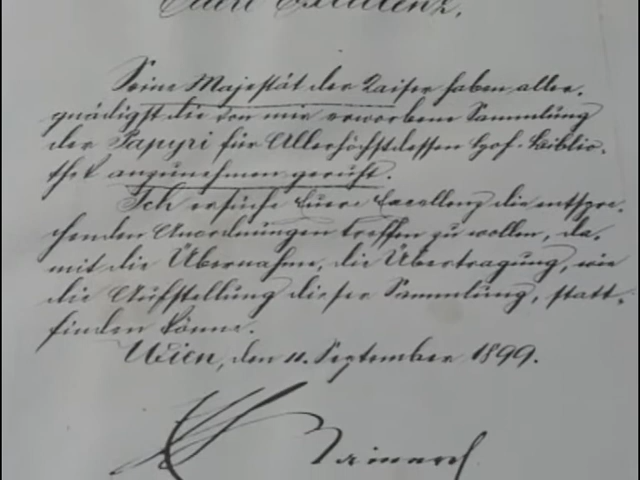 Euere Excellenz.
Seine Majestät der Kaiser haben aller-
gnädigst die von mir erworbene Sammlung
der Papyri für Allerhöchstdessen Hof-Biblio-
thek anzunehmen geruht.
Ich ersuche Euere Excellenz die entspre-
chenden Anordnungen treffen zu wollen, da-
mit die Übernahme, die Übertragung, wie
die Aufstellung dieser Sammlung, statt-
finden könne.
Wien, den 11. September 1899.
Rainer